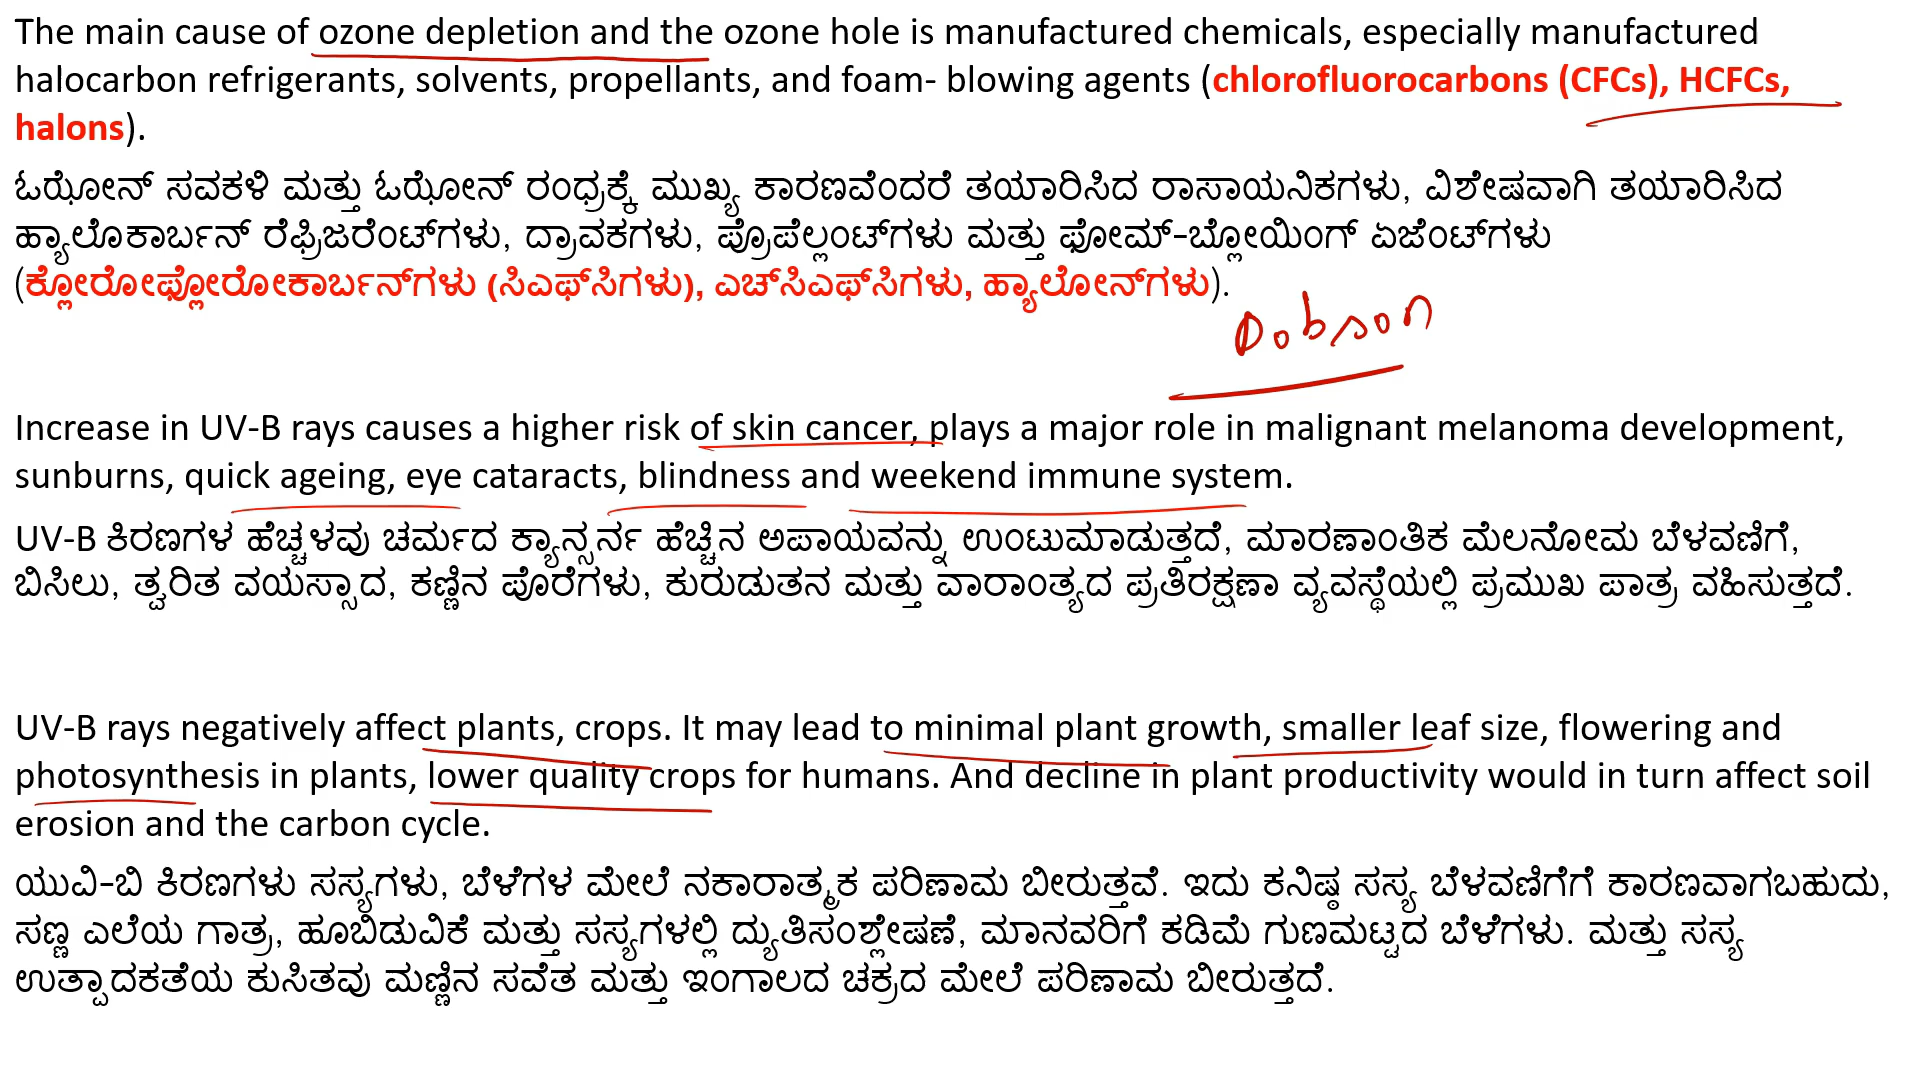 The main cause of ozone depletion and the ozone hole is manufactured chemicals, especially manufactured
halocarbon refrigerants, solvents, propellants, and foam- blowing agents (chlorofluorocarbons (CFCs), HCFCs,
halons).
ಓಝೋನ್ ಸವಕಳಿ ಮತ್ತು ಓಝೋನ್ ರಂಧ್ರಕ್ಕೆ ಮುಖ್ಯ ಕಾರಣವೆಂದರೆ ತಯಾರಿಸಿದ ರಾಸಾಯನಿಕಗಳು, ವಿಶೇಷವಾಗಿ ತಯಾರಿಸಿದ
ಹ್ಯಾಲೊಕಾರ್ಬನ್ ರೆಫ್ರಿಜರೆಂಟ್‌ಗಳು, ದ್ರಾವಕಗಳು, ಪ್ರೊಪೆಲ್ಲಂಟ್‌ಗಳು ಮತ್ತು ಫೋಮ್-ಬ್ಲೋಯಿಂಗ್ ಏಜೆಂಟ್‌ಗಳು
(ಕ್ಲೋರೋಫ್ಲೋರೋಕಾರ್ಬನ್‌ಗಳು (ಸಿಎಫ್‌ಸಿಗಳು), ಎಚ್‌ಸಿಎಫ್‌ಸಿಗಳು, ಹ್ಯಾಲೋನ್‌ಗಳು).
Dobson
Increase in UV-B rays causes a higher risk of skin cancer, plays a major role in malignant melanoma development,
sunburns, quick ageing, eye cataracts, blindness and weekend immune system.
UV-B ಕಿರಣಗಳ ಹೆಚ್ಚಳವು ಚರ್ಮದ ಕ್ಯಾನ್ಸರ್ನ ಹೆಚ್ಚಿನ ಅಪಾಯವನ್ನು ಉಂಟುಮಾಡುತ್ತದೆ, ಮಾರಣಾಂತಿಕ ಮೆಲನೋಮ ಬೆಳವಣಿಗೆ,
ಬಿಸಿಲು, ತ್ವರಿತ ವಯಸ್ಸಾದ, ಕಣ್ಣಿನ ಪೊರೆಗಳು, ಕುರುಡುತನ ಮತ್ತು ವಾರಾಂತ್ಯದ ಪ್ರತಿರಕ್ಷಣಾ ವ್ಯವಸ್ಥೆಯಲ್ಲಿ ಪ್ರಮುಖ ಪಾತ್ರ ವಹಿಸುತ್ತದೆ.
UV-B rays negatively affect plants, crops. It may lead to minimal plant growth, smaller leaf size, flowering and
photosynthesis in plants, lower quality crops for humans. And decline in plant productivity would in turn affect soil
erosion and the carbon cycle.
ಯುವಿ-ಬಿ ಕಿರಣಗಳು ಸಸ್ಯಗಳು, ಬೆಳೆಗಳ ಮೇಲೆ ನಕಾರಾತ್ಮಕ ಪರಿಣಾಮ ಬೀರುತ್ತವೆ. ಇದು ಕನಿಷ್ಠ ಸಸ್ಯ ಬೆಳವಣಿಗೆಗೆ ಕಾರಣವಾಗಬಹುದು,
ಸಣ್ಣ ಎಲೆಯ ಗಾತ್ರ, ಹೂಬಿಡುವಿಕೆ ಮತ್ತು ಸಸ್ಯಗಳಲ್ಲಿ ದ್ಯುತಿಸಂಶ್ಲೇಷಣೆ, ಮಾನವರಿಗೆ ಕಡಿಮೆ ಗುಣಮಟ್ಟದ ಬೆಳೆಗಳು. ಮತ್ತು ಸಸ್ಯ
ಉತ್ಪಾದಕತೆಯ ಕುಸಿತವು ಮಣ್ಣಿನ ಸವೆತ ಮತ್ತು ಇಂಗಾಲದ ಚಕ್ರದ ಮೇಲೆ ಪರಿಣಾಮ ಬೀರುತ್ತದೆ.